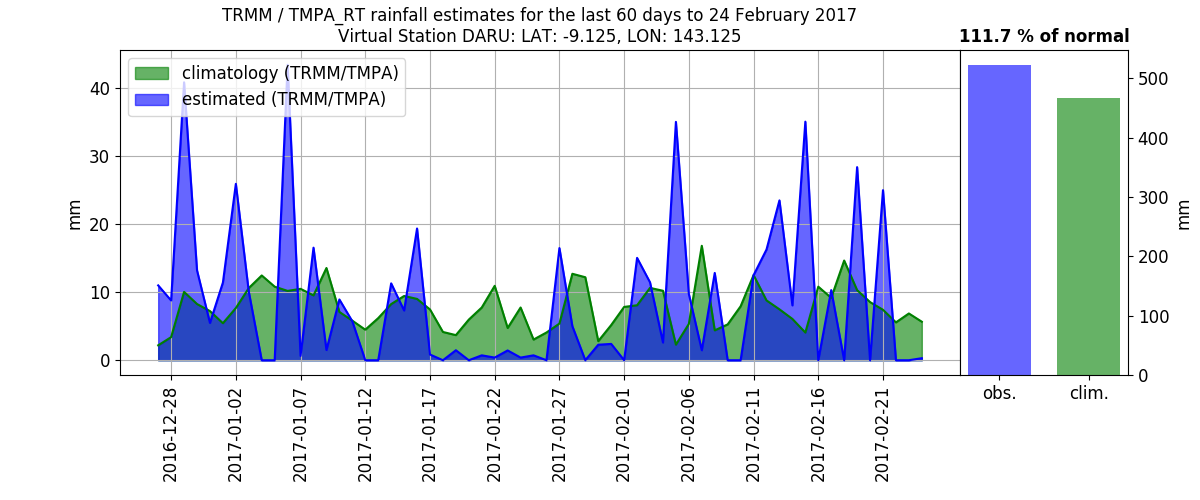 TRMM / TMPA_RT rainfall estimates for the last 60 days to 24 February 2017
Virtual Station DARU: LAT: -9.125, LON: 143.125
111.7 % of normal
climatology (TRMM/TMPA)
estimated (TRMM/TMPA)
mm
40
30
20
10
0
2016-12-28
2017-01-02
2017-01-07
2017-01-12
2017-01-17
2017-01-22
2017-01-27
2017-02-01
2017-02-06
2017-02-11
2017-02-16
2017-02-21
obs.
clim.
500
400
300
200
100
0
mm